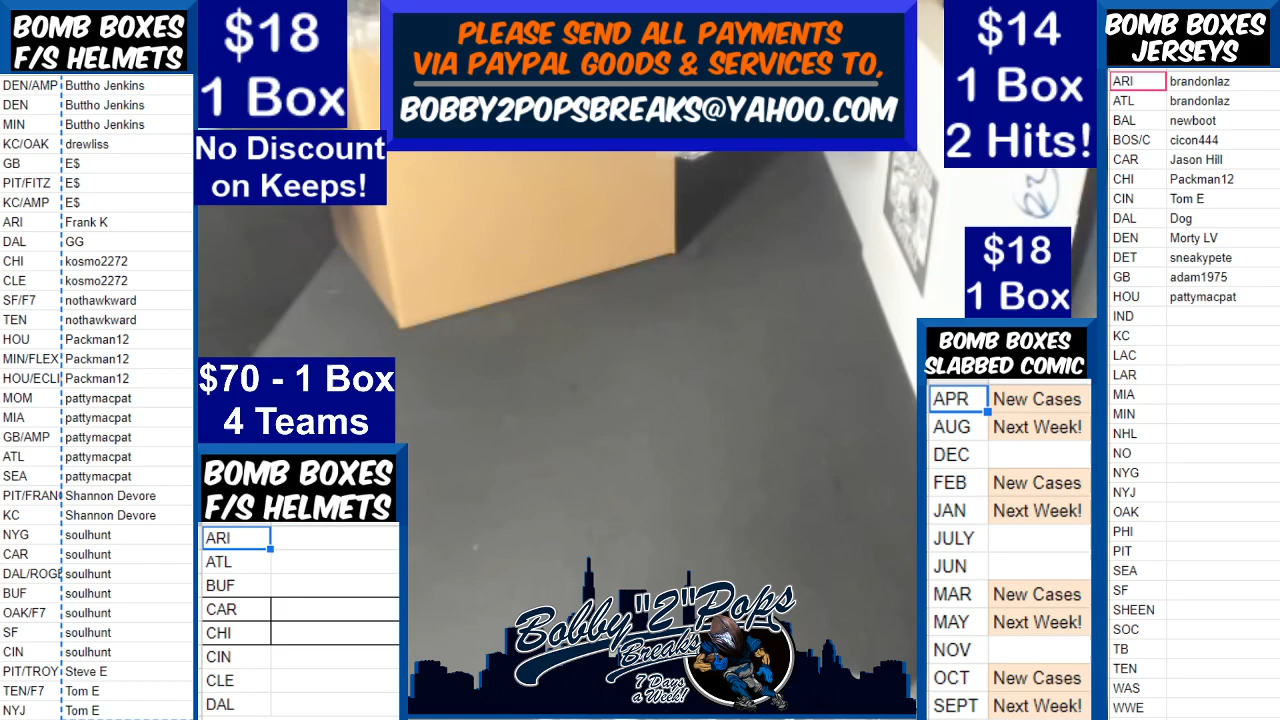 BOMB BOXES
F/S HELMETS
DEN/AMP Buttho Jenkins
DEN Buttho Jenkins
MIN Buttho Jenkins
KC/OAK drewliss
GB E$
PIT/FITZ E$
KC/AMP E$
ARI Frank K
DAL GG
CHI kosmo2272
CLE kosmo2272
SF/F7 nothawkward
TEN nothawkward
HOU Packman12
MIN/FLEX Packman12
HOU/ECLI Packman12
MOM pattymacpat
MIA pattymacpat
GB/AMP pattymacpat
ATL pattymacpat
SEA pattymacpat
PIT/FRAN Shannon Devore
KC Shannon Devore
NYG soulhunt
CAR soulhunt
DAL/ROGE soulhunt
BUF soulhunt
OAK/F7 soulhunt
SF soulhunt
CIN soulhunt
PIT/TROY Steve E
TEN/F7 Tom E
NYJ Tom E
$18
1 Box
No Discount
on Keeps!
$70 - 1 Box
4 Teams
BOMB BOXES
F/S HELMETS
ARI
ATL
BUF
CAR
CHI
CIN
CLE
DAL
PLEASE SEND ALL PAYMENTS
VIA PAYPAL GOODS & SERVICES TO,
BOBBY2POPSBREAKS@YAHOO.COM
Bobby "2" Pops
Breaks
7 Days
a Week!
$14
1 Box
2 Hits!
$18
1 Box
BOMB BOXES
SLABBED COMIC
APR New Cases
AUG Next Week!
DEC
FEB New Cases
JAN Next Week!
JULY
JUN
MAR New Cases
MAY Next Week!
NOV
OCT New Cases
SEPT Next Week!
BOMB BOXES
JERSEYS
ARI brandonlaz
ATL brandonlaz
BAL newboot
BOS/C cicon444
CAR Jason Hill
CHI Packman12
CIN Tom E
DAL Dog
DEN Morty LV
DET sneakypete
GB adam1975
HOU pattymacpat
IND
KC
LAC
LAR
MIA
MIN
NHL
NO
NYG
NYJ
OAK
PHI
PIT
SEA
SF
SHEEN
SOC
TB
TEN
WAS
WWE